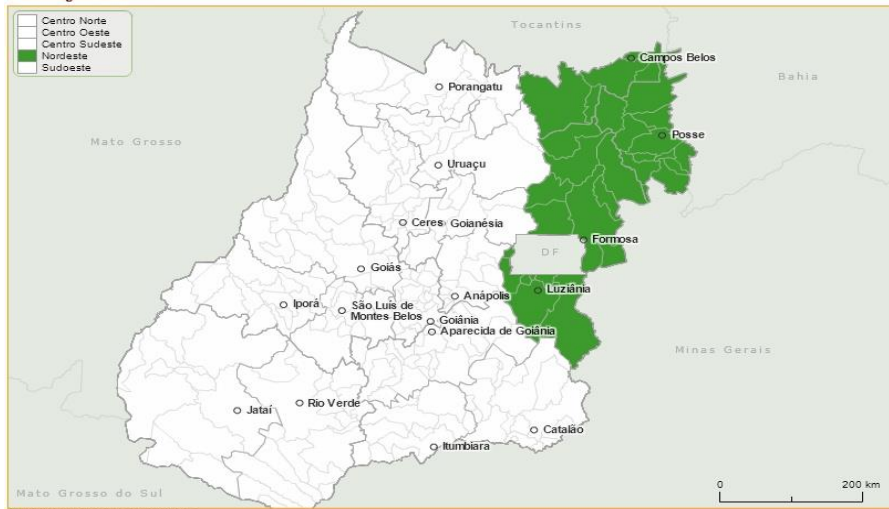 Centro Norte
Centro Oeste
Centro Sudeste
Nordeste
Sudoeste
Tocantins
Campos Belos
Bahia
Porangatu
Mato Grosso
Posse
Uruaçu
Ceres
Goianésia
Formosa
DF
Goiás
Luziânia
Anápolis
Iporá
São Luís de
Montes Belos
Goiânia
Aparecida de Goiânia
Minas Gerais
Rio Verde
Jataí
Catalão
Itumbiara
Mato Grosso do Sul
0
200 km